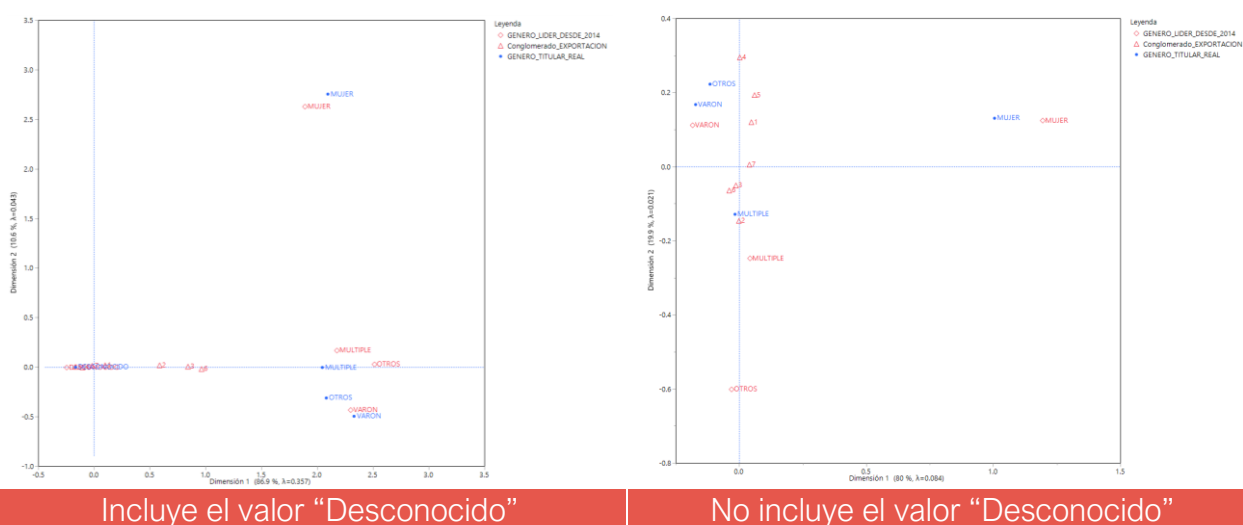 Leyenda
GENERO_LIDER_DESDE_2014
Conglomerado_EXPORTACION
GENERO_TITULAR_REAL
3.5
3.0
2.5
2.0
1.5
1.0
0.5
0.0
-0.5
-1.0
Dimensión 2 (10.6 %, λ=0.043)
MUJER
MUJER
MULTIPLE
OTROS
MULTIPLE
OTROS
VARON
VARON
2
3
-0.5
0.0
0.5
1.0
1.5
2.0
2.5
3.0
3.5
Dimensión 1 (86.9 %, λ=0.357)
Incluye el valor “Desconocido”
Leyenda
GENERO_LIDER_DESDE_2014
Conglomerado_EXPORTACION
GENERO_TITULAR_REAL
0.4
0.2
0.0
-0.2
-0.4
-0.6
-0.8
Dimensión 2 (19.9 %, λ=0.021)
4
OTROS
5
VARON
VARON
1
MUJER
MUJER
7
3
MULTIPLE
2
MULTIPLE
OTROS
0.0
0.5
1.0
1.5
Dimensión 1 (80 %, λ=0.084)
No incluye el valor “Desconocido”